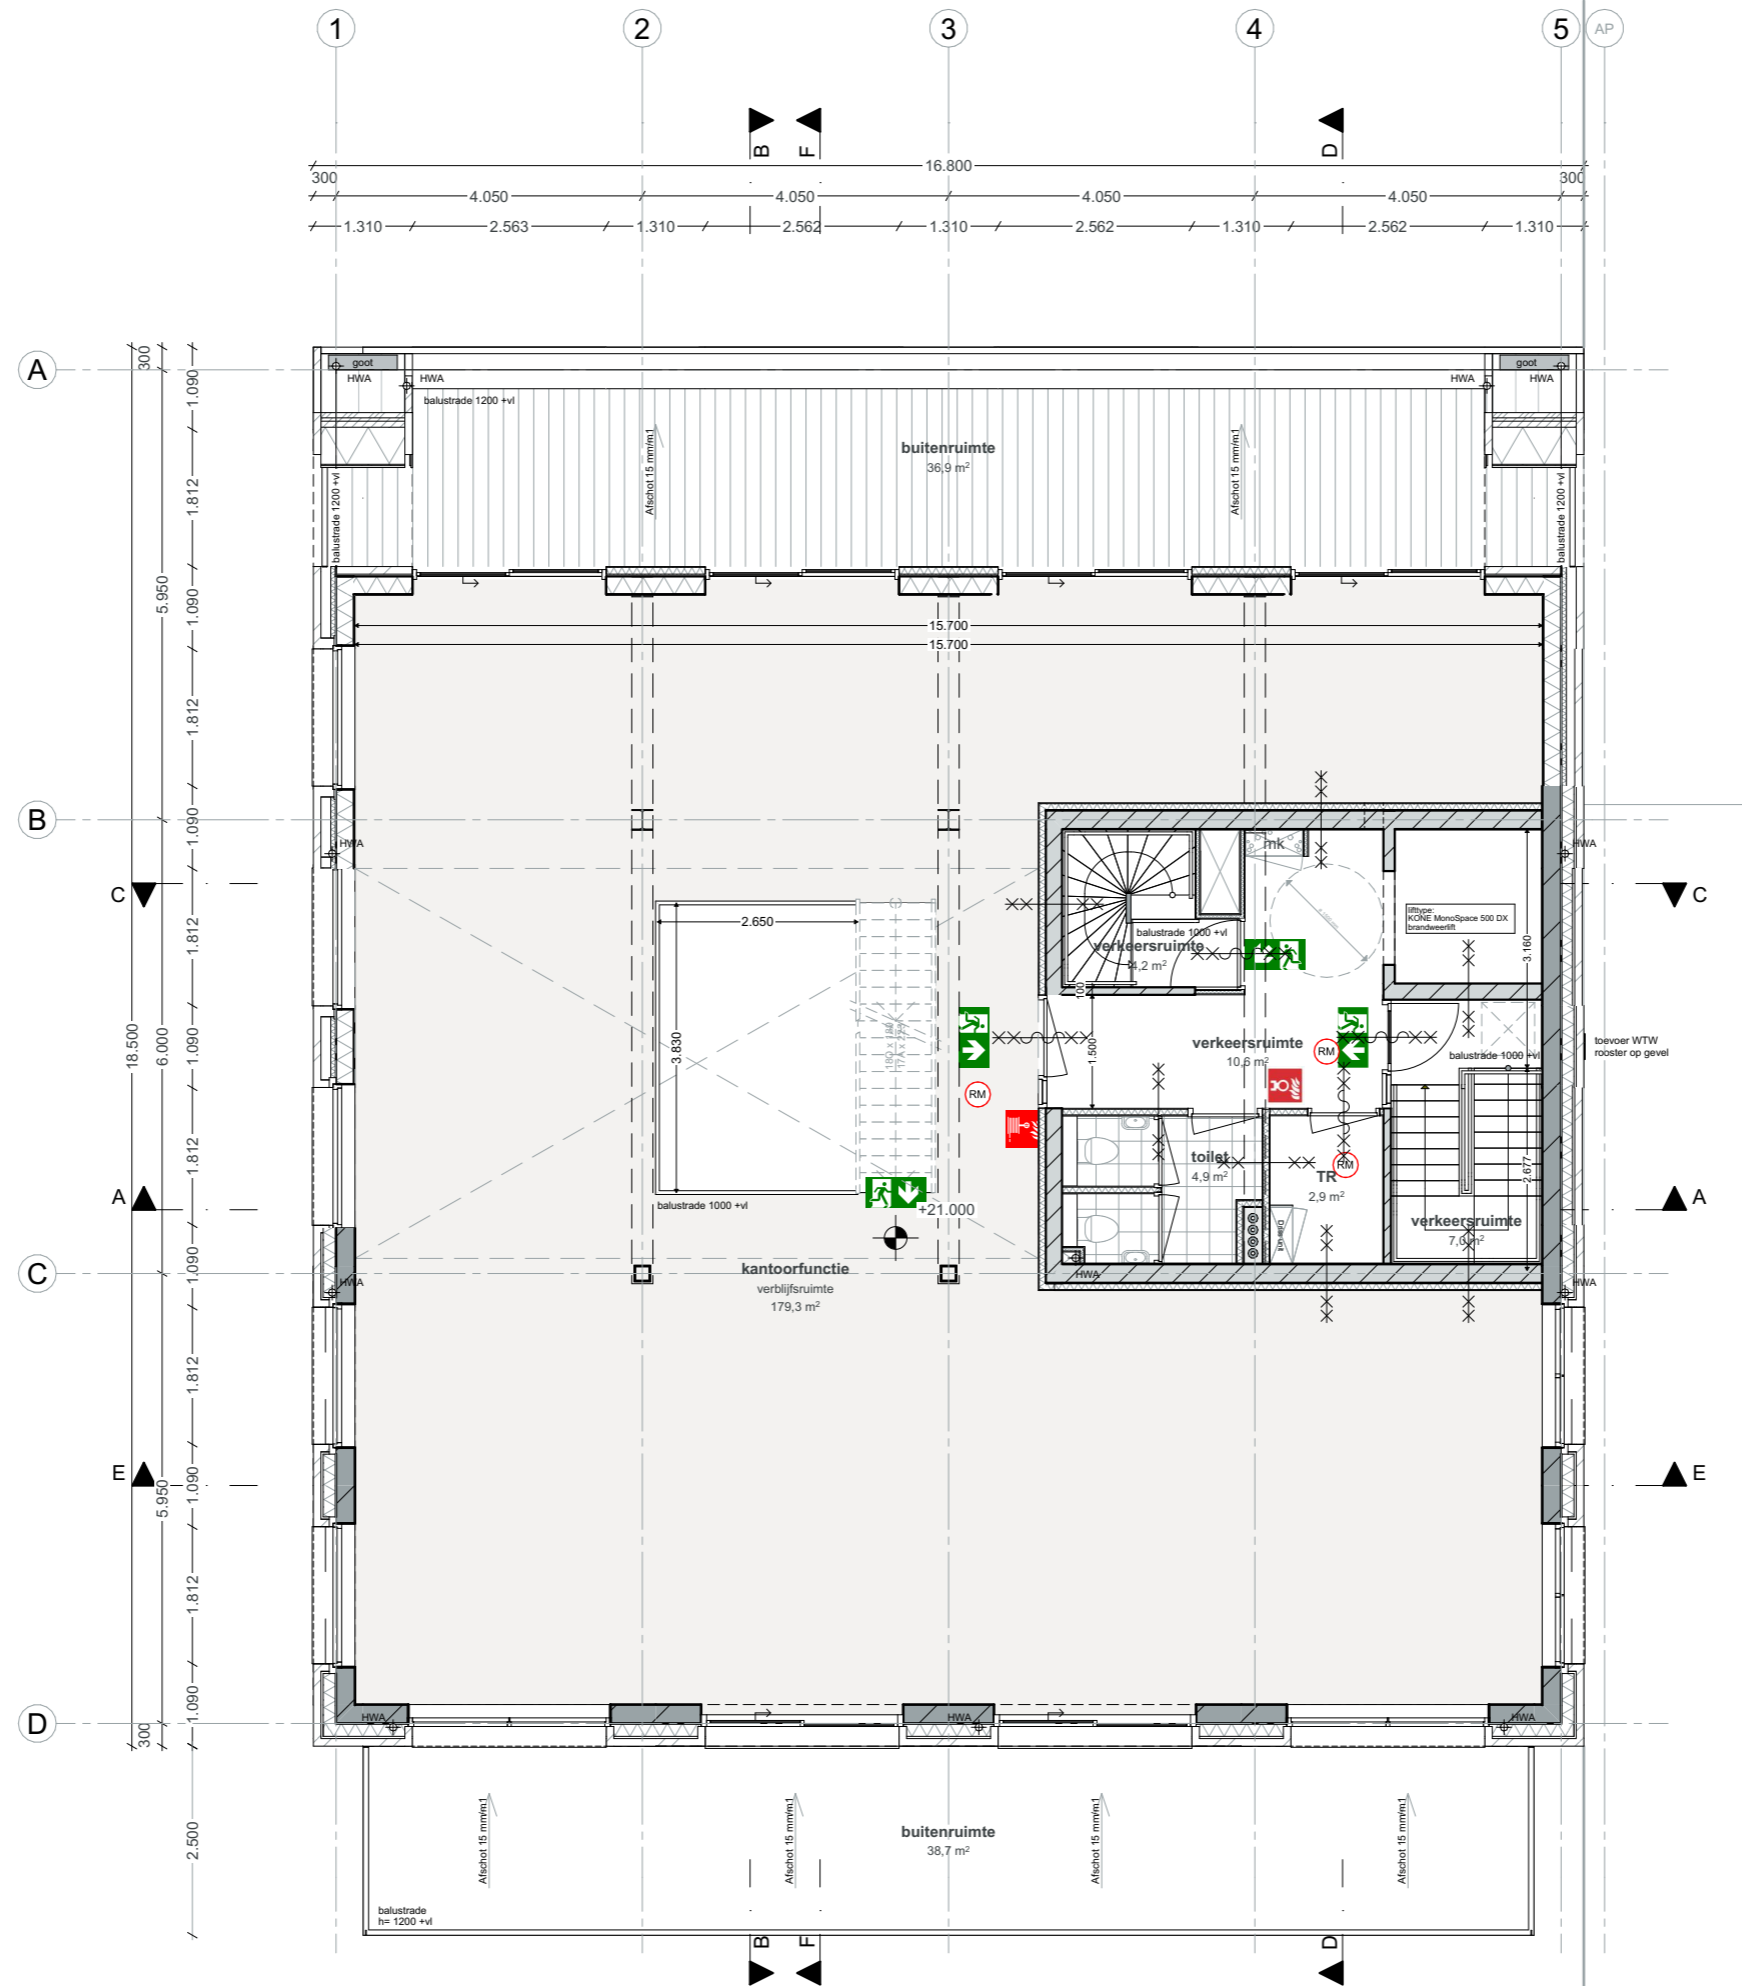 1 2 3 4 5 AP
B F D
16.800
300 300
4.050 4.050 4.050 4.050
1.310 2.563 1.310 2.562 1.310 2.562 1.310 2.562 1.310
A
B
C
D
C
A
E
C
A
E
300
5.950
18.500
6.000
5.950
300
1.090
1.812
1.090
1.812
1.090
1.812
1.090
1.812
1.090
1.812
1.090
1.812
1.090
2.500
goot
HWA
HWA
balustrade 1200 +vl
HWA
goot
HWA
balustrade 1200 +vl
Afschot 15 mm/m1
buitenruimte
36,9 m²
Afschot 15 mm/m1
balustrade 1200 +vl
15.700
15.700
HWA
HWA
mk
lifttype:
KONE MonoSpace 500 DX
brandweerlift
3.160
2.650
3.830
balustrade 1000 +vl
verkeersruimte
4,2 m²
100
1.500
verkeersruimte
10,6 m²
RM
RM
RM
balustrade 1000 +vl
toevoer WTW
rooster op gevel
toilet
4,9 m²
TR
2,9 m²
2.677
verkeersruimte
7,0 m²
balustrade 1000 +vl
+21.000
kantoorfunctie
verblijfsruimte
179,3 m²
HWA
HWA
HWA
HWA
HWA
HWA
Afschot 15 mm/m1
Afschot 15 mm/m1
buitenruimte
38,7 m²
Afschot 15 mm/m1
Afschot 15 mm/m1
balustrade
h= 1200 +vl
B F D